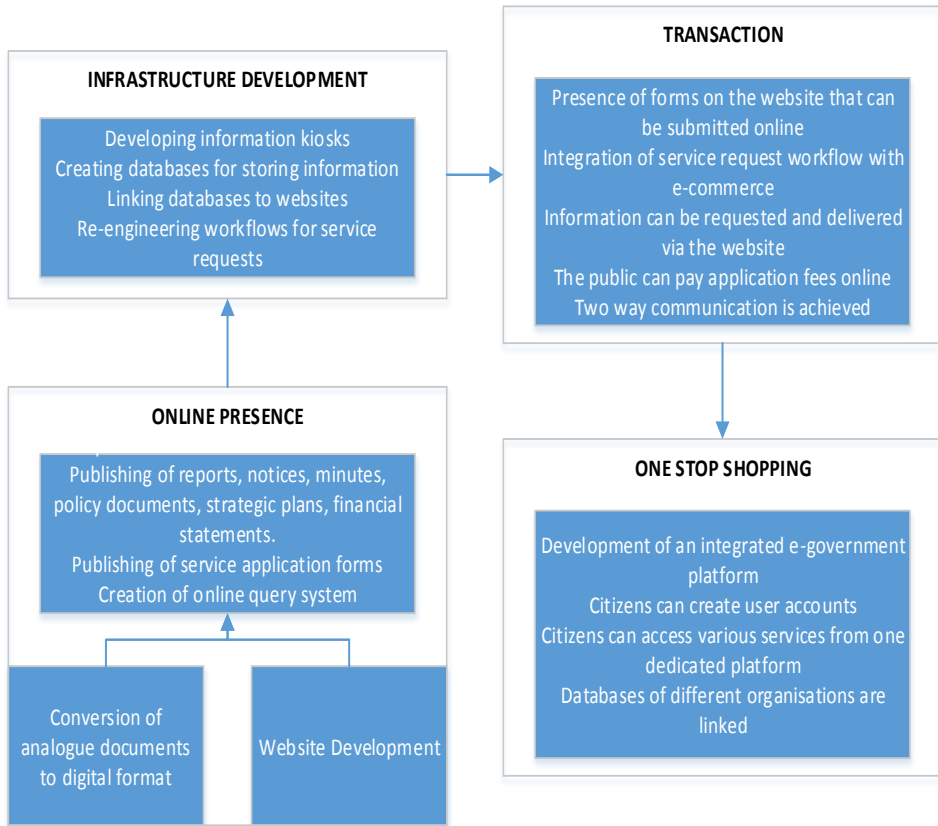 TRANSACTION
Presence of forms on the website that can
be submitted online
Integration of service request workflow with
e-commerce
Information can be requested and delivered
via the website
The public can pay application fees online
Two way communication is achieved
INFRASTRUCTURE DEVELOPMENT
Developing information kiosks
Creating databases for storing information
Linking databases to websites
Re-engineering workflows for service
requests
ONLINE PRESENCE
Publishing of reports, notices, minutes,
policy documents, strategic plans, financial
statements.
Publishing of service application forms
Creation of online query system
Conversion of
analogue documents
to digital format
Website Development
ONE STOP SHOPPING
Development of an integrated e-government
platform
Citizens can create user accounts
Citizens can access various services from one
dedicated platform
Databases of different organisations are
linked